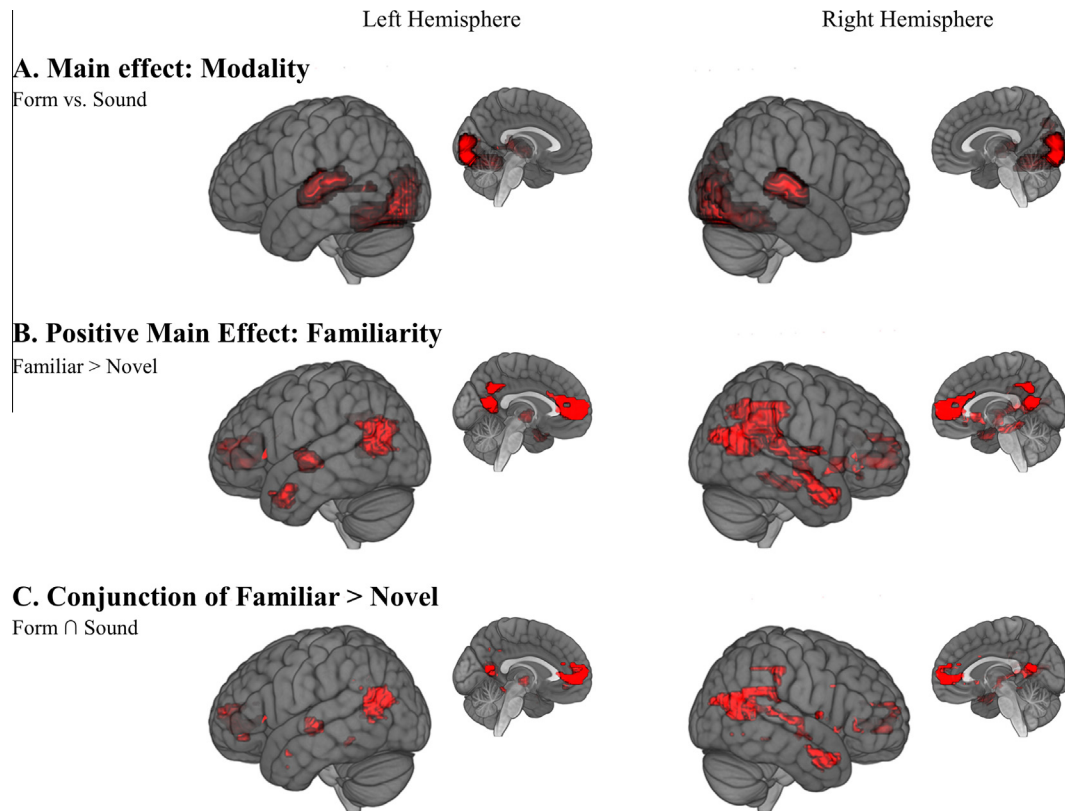 Left Hemisphere
Right Hemisphere
A. Main effect: Modality
Form vs. Sound
B. Positive Main Effect: Familiarity
Familiar > Novel
C. Conjunction of Familiar > Novel
Form ∩ Sound